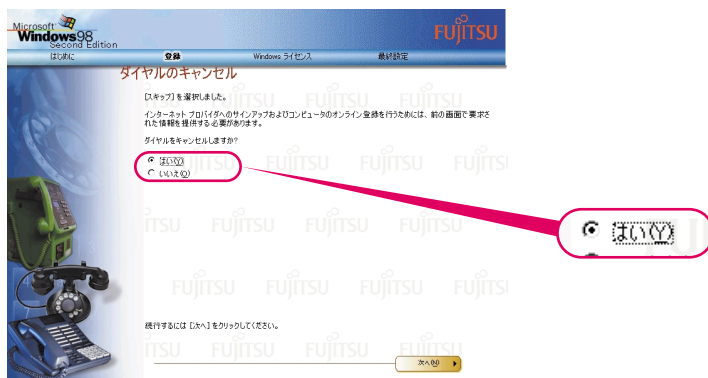 Microsoft
Windows98
Second Edition
FUJITSU
はじめに 登録 Windows ライセンス 最終設定
ダイヤルのキャンセル
[スキップ] を選択しました。
インターネット プロバイダへのサインアップおよびコンピュータのオンライン登録を行うためには、前の画面で要求さ
れた情報を提供する必要があります。
ダイヤルをキャンセルしますか?
はい(Y)
いいえ(O)
はい(Y)
続行するには [次へ] をクリックしてください。
次へ(N)